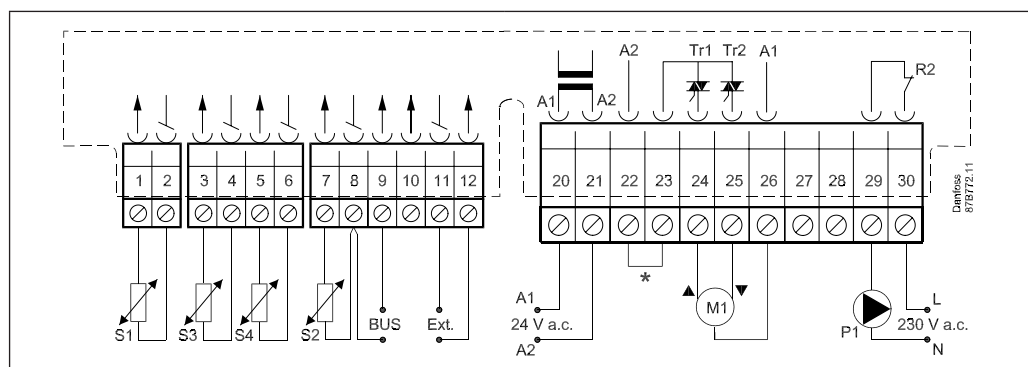 A2 Tr1 Tr2 A1
R2
A1 A2
1 2 3 4 5 6 7 8 9 10 11 12
20 21 22 23 24 25 26 27 28 29 30
Danfoss
87B772.11
*
A1
24 V a.c.
A2
M1
S1 S3 S4 S2
BUS Ext.
P1
L
230 V a.c.
N